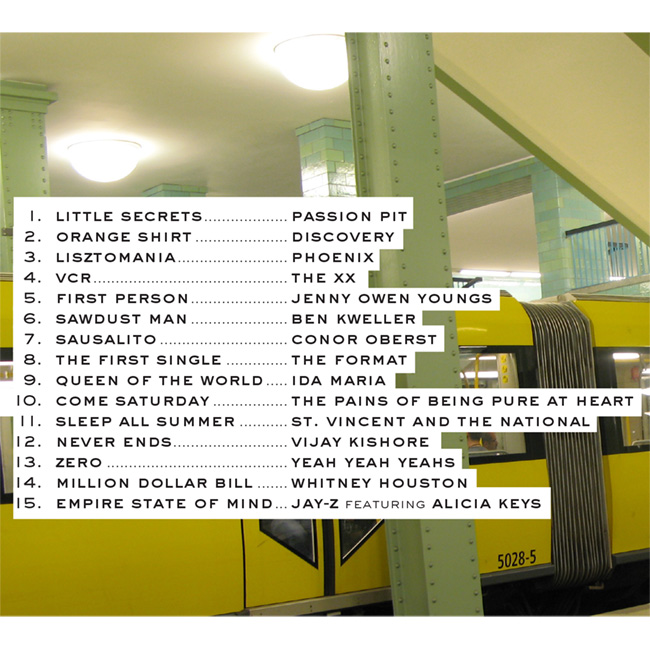 1. LITTLE SECRETS................... PASSION PIT
2. ORANGE SHIRT ..................... DISCOVERY
3. LISZTOMANIA......................... PHOENIX
4. VCR............................................ THE XX
5. FIRST PERSON ...................... JENNY OWEN YOUNGS
6. SAWDUST MAN ....................... BEN KWELLER
7. SAUSALITO ............................. CONOR OBERST
8. THE FIRST SINGLE .............. THE FORMAT
9. QUEEN OF THE WORLD ..... IDA MARIA
10. COME SATURDAY ................. THE PAINS OF BEING PURE AT HEART
11. SLEEP ALL SUMMER ........... ST. VINCENT AND THE NATIONAL
12. NEVER ENDS.......................... VIJAY KISHORE
13. ZERO ......................................... YEAH YEAH YEAHS
14. MILLION DOLLAR BILL ....... WHITNEY HOUSTON
15. EMPIRE STATE OF MIND... JAY-Z FEATURING ALICIA KEYS
5028-5